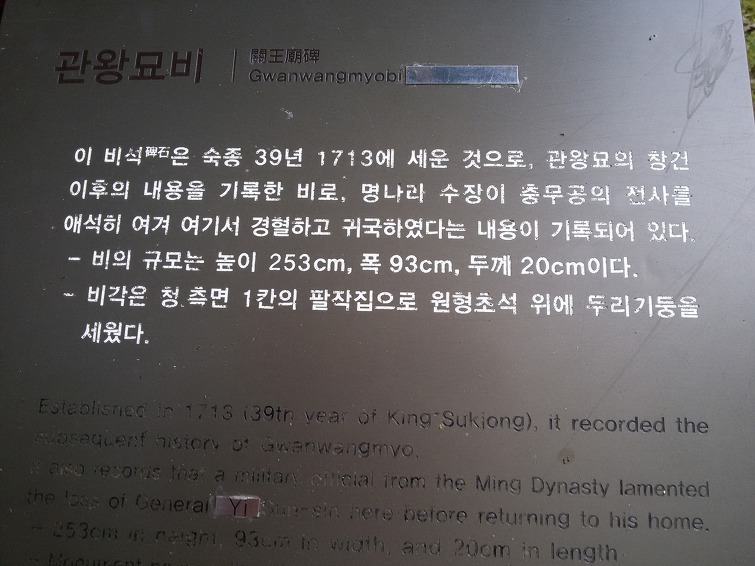 관왕묘비
關王廟碑
Gwanwangmyobi
이 비석碑石은 숙종 39년 1713에 세운 것으로, 관왕묘의 창건
이후의 내용을 기록한 비로, 명나라 수장이 충무공의 전사를
애석히 여겨 여기서 경혈하고 귀국하였다는 내용이 기록되어 있다.
- 비의 규모는 높이 253cm, 폭 93cm, 두께 20cm이다.
- 비각은 청.측면 1칸의 팔작집으로 원형초석 위에 두리기둥을
세웠다.
Established in 1713 (39th year of King Sukjong), it recorded the
subsequent history of Gwanwangmyo.
It also records that a military official from the Ming Dynasty lamented
the loss of General Yi Sun-sin here before returning to his home.
- 253cm in height, 93cm in width, and 20cm in length
- Monument